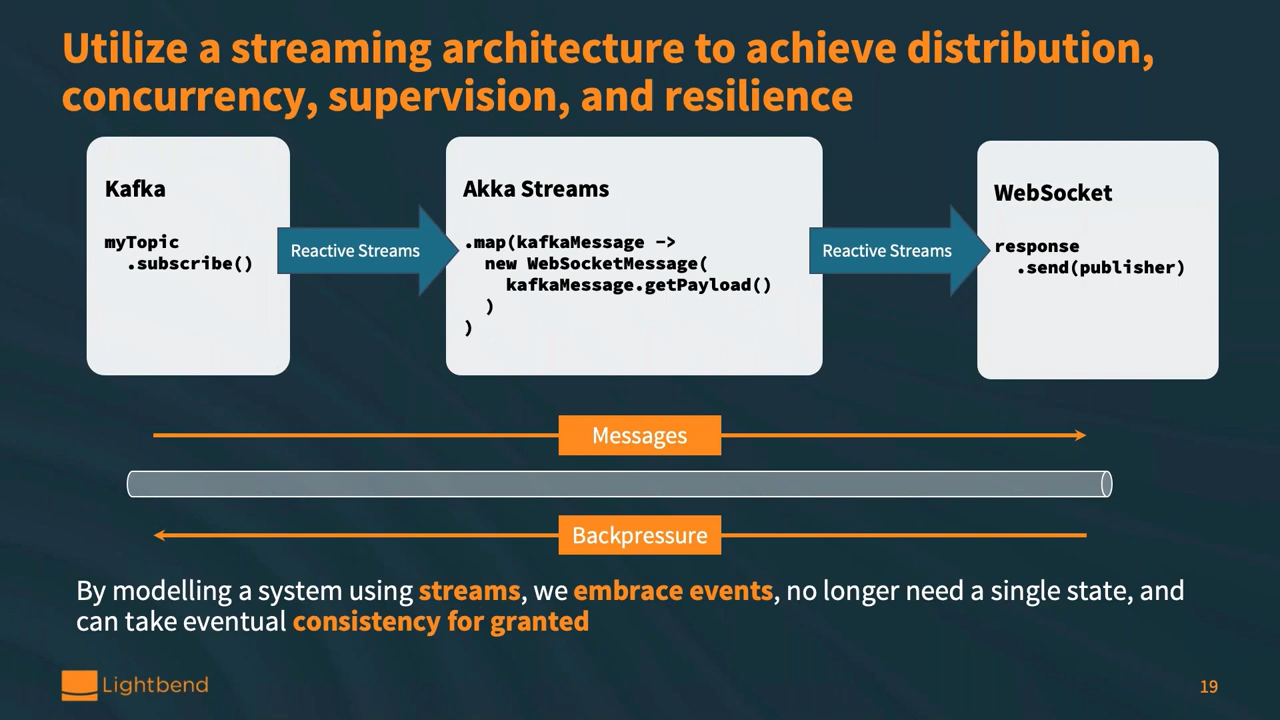 Utilize a streaming architecture to achieve distribution,
concurrency, supervision, and resilience
Kafka
myTopic
.subscribe()
Reactive Streams
Akka Streams
.map(kafkaMessage ->
new WebSocketMessage(
kafkaMessage.getPayload()
)
)
Reactive Streams
WebSocket
response
.send(publisher)
Messages
Backpressure
By modelling a system using streams, we embrace events, no longer need a single state, and
can take eventual consistency for granted
Lightbend
19